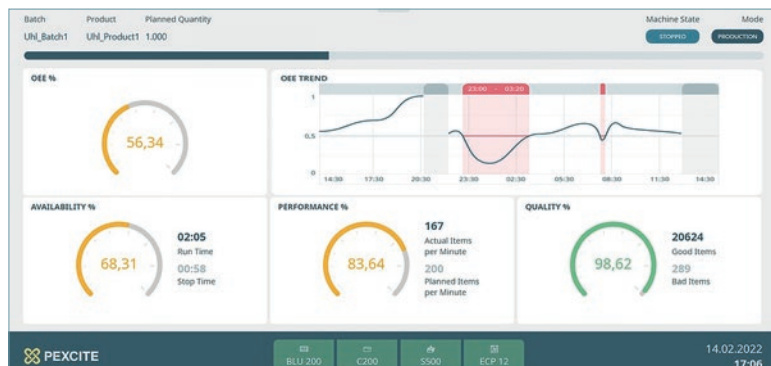 Batch Product Planned Quantity Machine State Mode
Uhl_Batch1 Uhl_Product1 1.000 STOPPED PRODUCTION
OEE %
56,34
OEE TREND
23:00 - 03:20
1
0,5
0
14:30 17:30 20:30 23:30 02:30 05:30 08:30 11:30 14:30
AVAILABILITY %
68,31
02:05
Run Time
00:58
Stop Time
PERFORMANCE %
83,64
167
Actual Items
per Minute
200
Planned Items
per Minute
QUALITY %
98,62
20624
Good Items
289
Bad Items
PEXCITE
BLU 200 C200 S500 ECP 12
14.02.2022
17:06